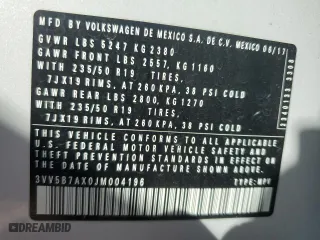 MFD BY VOLKSWAGEN DE MEXICO S.A. DE C.V. MEXICO 06/17
GVWR LBS 5247 KG 2380
GAWR FRONT LBS 2557, KG 1160
WITH 235/50 R19 TIRES,
7JX19 RIMS, AT 260 KPA, 38 PSI COLD
GAWR REAR LBS 2800, KG1270
WITH 235/50 R19 TIRES,
7JX19 RIMS, AT 260 KPA, 38 PSI COLD
THIS VEHICLE CONFORMS TO ALL APPLICABLE
U.S. FEDERAL MOTOR VEHICLE SAFETY AND
THEFT PREVENTION STANDARDS IN EFFECT ON
THE DATE OF MANUFACTURE SHOWN ABOVE.
3VV5B7AX0JM004196 TYPE: MPV